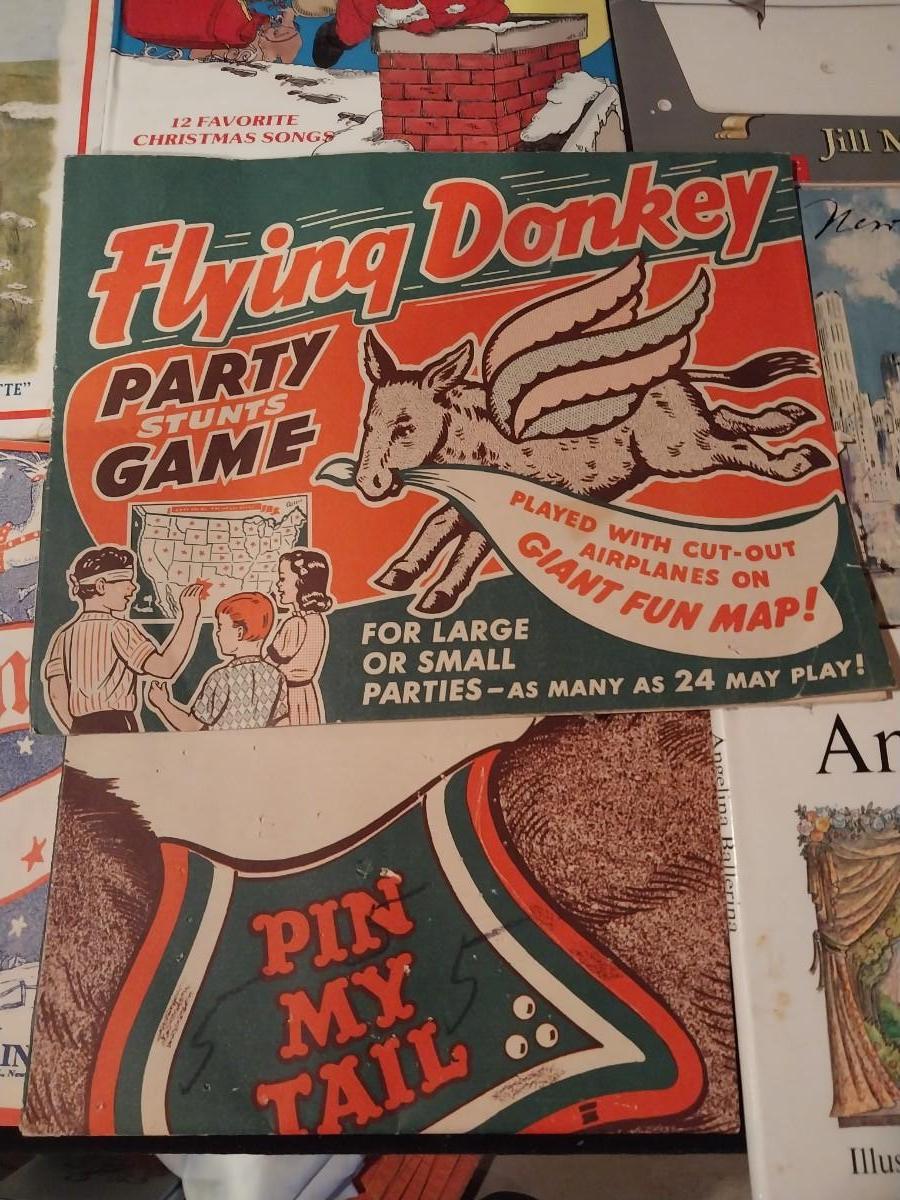 12 FAVORITE
CHRISTMAS SONGS
Jill
TTE"
Flying Donkey
PARTY
STUNTS
GAME
PLAYED WITH CUT-OUT
AIRPLANES ON
GIANT FUN MAP!
FOR LARGE
OR SMALL
PARTIES – AS MANY AS 24 MAY PLAY!
PIN
MY
TAIL
Angelina Ballerina
An
Illus